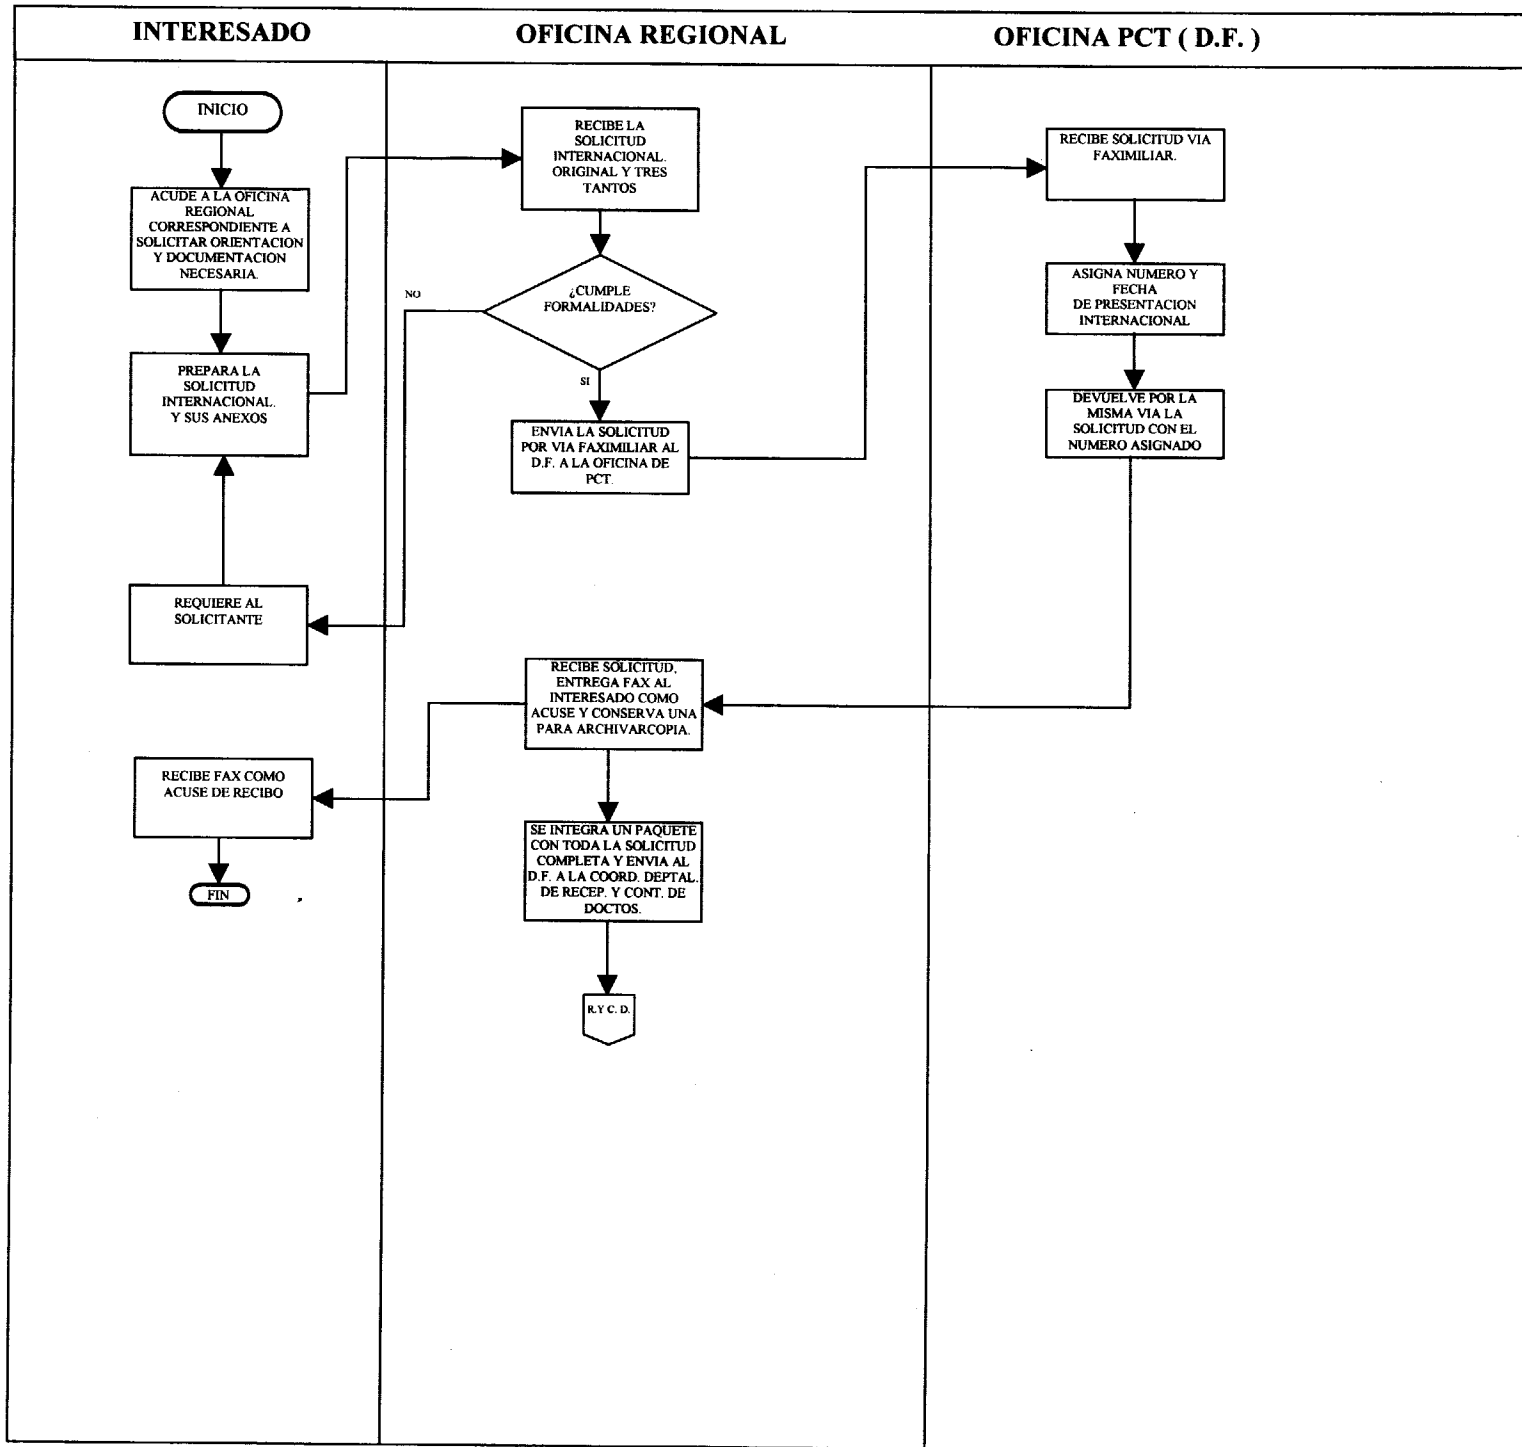 INTERESADO
OFICINA REGIONAL
OFICINA PCT ( D.F. )
INICIO
ACUDE A LA OFICINA
REGIONAL
CORRESPONDIENTE A
SOLICITAR ORIENTACION
Y DOCUMENTACION
NECESARIA.
PREPARA LA
SOLICITUD
INTERNACIONAL.
Y SUS ANEXOS
REQUIERE AL
SOLICITANTE
RECIBE FAX COMO
ACUSE DE RECIBO
FIN
RECIBE LA
SOLICITUD
INTERNACIONAL.
ORIGINAL Y TRES
TANTOS
¿CUMPLE
FORMALIDADES?
NO
SI
ENVIA LA SOLICITUD
POR VIA FAXIMILIAR AL
D.F. A LA OFICINA DE
PCT.
RECIBE SOLICITUD,
ENTREGA FAX AL
INTERESADO COMO
ACUSE Y CONSERVA UNA
PARA ARCHIVARCOPIA.
SE INTEGRA UN PAQUETE
CON TODA LA SOLICITUD
COMPLETA Y ENVIA AL
D.F. A LA COORD. DEPTAL.
DE RECEP. Y CONT. DE
DOCTOS.
R.Y C. D.
RECIBE SOLICITUD VIA
FAXIMILIAR.
ASIGNA NUMERO Y
FECHA
DE PRESENTACION
INTERNACIONAL
DEVUELVE POR LA
MISMA VIA LA
SOLICITUD CON EL
NUMERO ASIGNADO